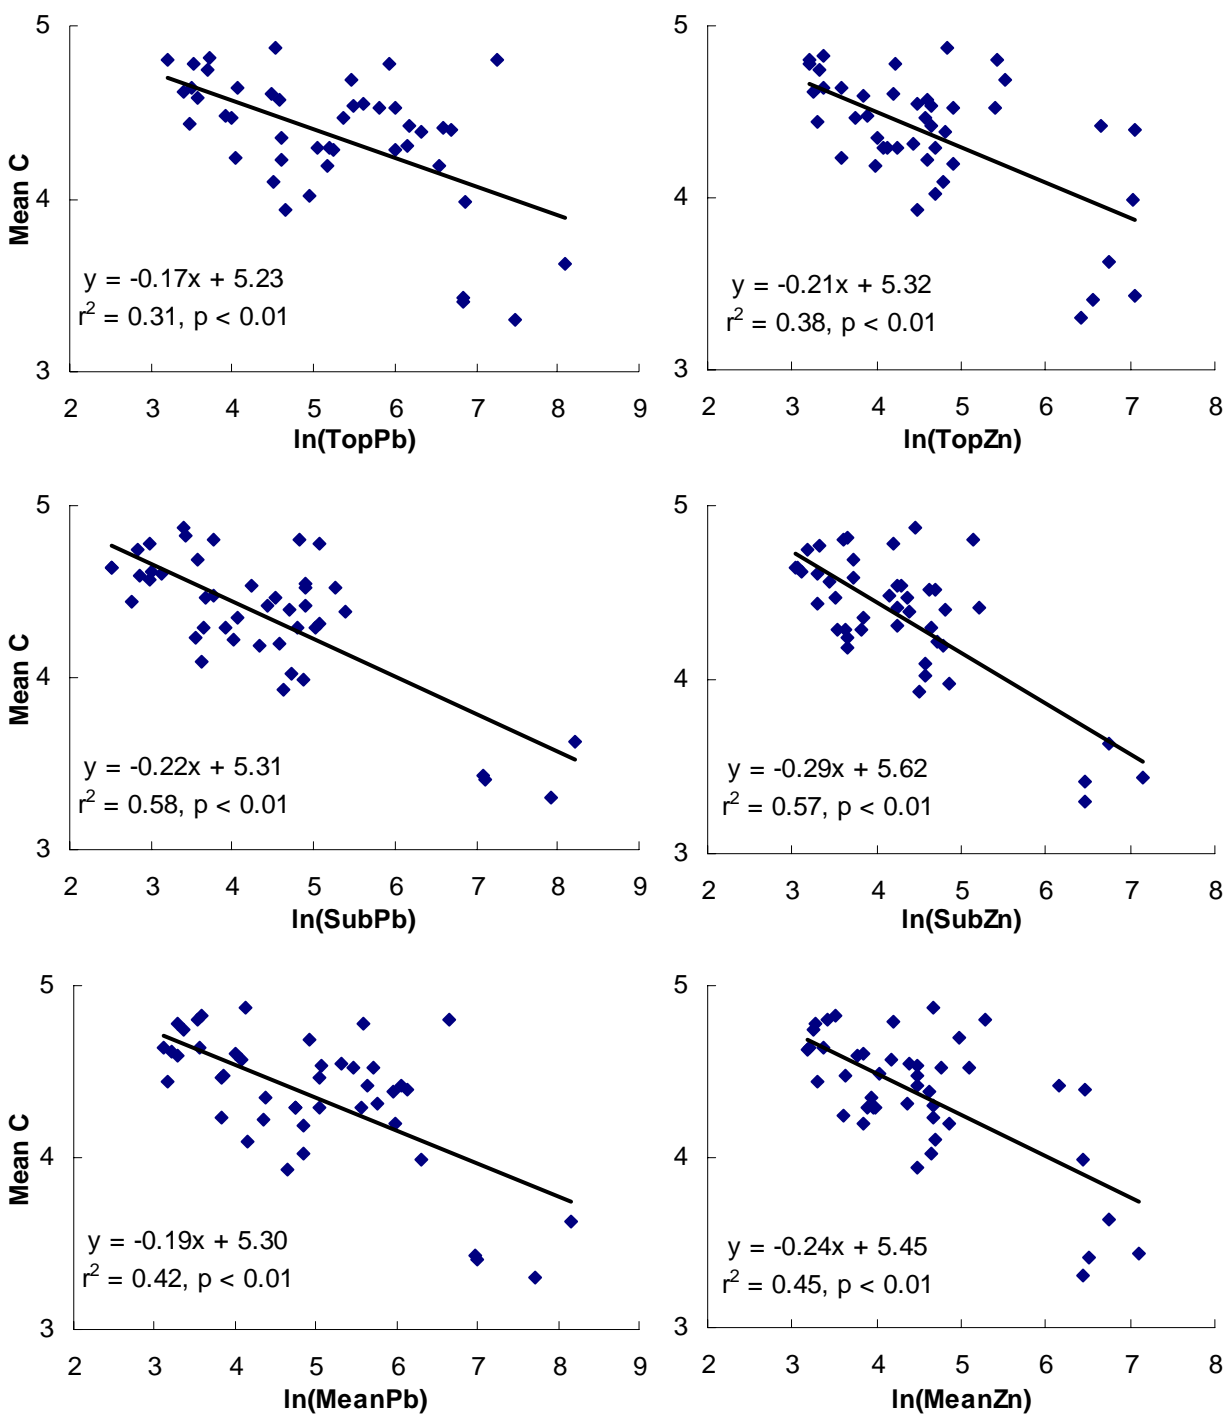 5
4
3
Mean C
y = -0.17x + 5.23
r² = 0.31, p < 0.01
2 3 4 5 6 7 8 9
ln(TopPb)
5
4
3
y = -0.21x + 5.32
r² = 0.38, p < 0.01
2 3 4 5 6 7 8
ln(TopZn)
5
4
3
Mean C
y = -0.22x + 5.31
r² = 0.58, p < 0.01
2 3 4 5 6 7 8 9
ln(SubPb)
5
4
3
y = -0.29x + 5.62
r² = 0.57, p < 0.01
2 3 4 5 6 7 8
ln(SubZn)
5
4
3
Mean C
y = -0.19x + 5.30
r² = 0.42, p < 0.01
2 3 4 5 6 7 8 9
ln(MeanPb)
5
4
3
y = -0.24x + 5.45
r² = 0.45, p < 0.01
2 3 4 5 6 7 8
ln(MeanZn)